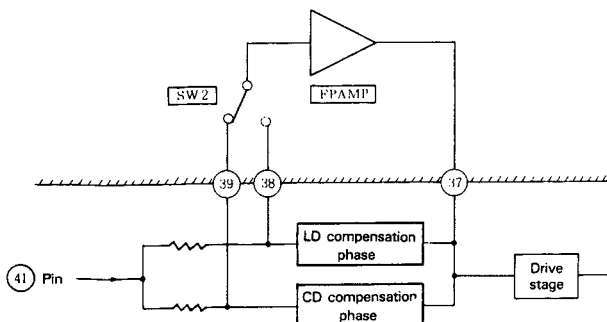 SW2
FPAMP
39
38
37
LD compensation
phase
41 Pin
CD compensation
phase
Drive
stage